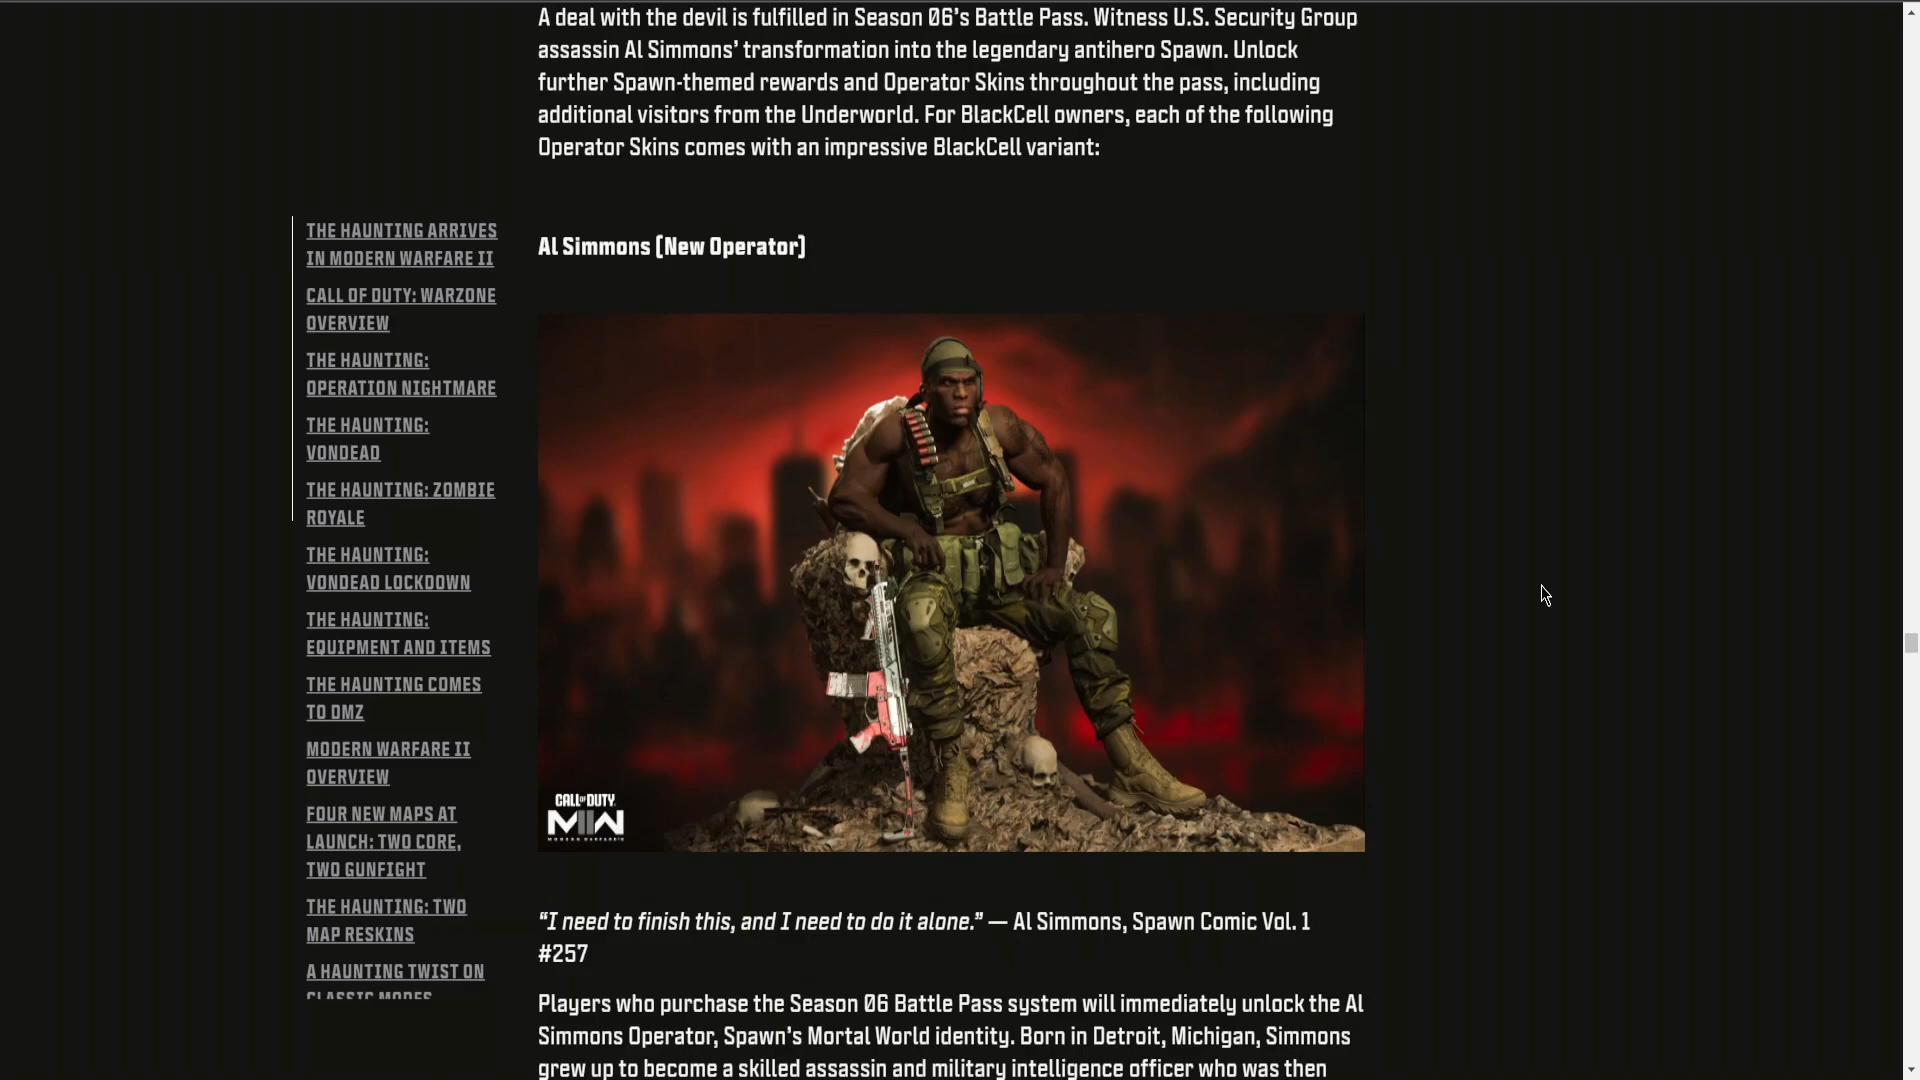 A deal with the devil is fulfilled in Season 06's Battle Pass. Witness U.S. Security Group
assassin Al Simmons' transformation into the legendary antihero Spawn. Unlock
further Spawn-themed rewards and Operator Skins throughout the pass, including
additional visitors from the Underworld. For BlackCell owners, each of the following
Operator Skins comes with an impressive BlackCell variant:
THE HAUNTING ARRIVES
IN MODERN WARFARE II
CALL OF DUTY: WARZONE
OVERVIEW
THE HAUNTING:
OPERATION NIGHTMARE
THE HAUNTING:
VONDEAD
THE HAUNTING: ZOMBIE
ROYALE
THE HAUNTING:
VONDEAD LOCKDOWN
THE HAUNTING:
EQUIPMENT AND ITEMS
THE HAUNTING COMES
TO DMZ
MODERN WARFARE II
OVERVIEW
FOUR NEW MAPS AT
LAUNCH: TWO CORE,
TWO GUNFIGHT
THE HAUNTING: TWO
MAP RESKINS
A HAUNTING TWIST ON
CLASSIC MODES
Al Simmons (New Operator)
CALL OF DUTY
MWII
MODERN WARFARE II
“I need to finish this, and I need to do it alone.” — Al Simmons, Spawn Comic Vol. 1
#257
Players who purchase the Season 06 Battle Pass system will immediately unlock the Al
Simmons Operator, Spawn's Mortal World identity. Born in Detroit, Michigan, Simmons
grew up to become a skilled assassin and military intelligence officer who was then